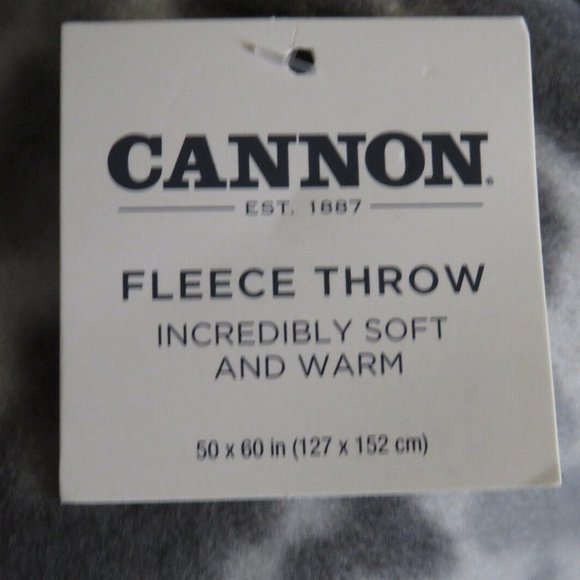 CANNON.
EST. 1887
FLEECE THROW
INCREDIBLY SOFT
AND WARM
50 x 60 in (127 x 152 cm)